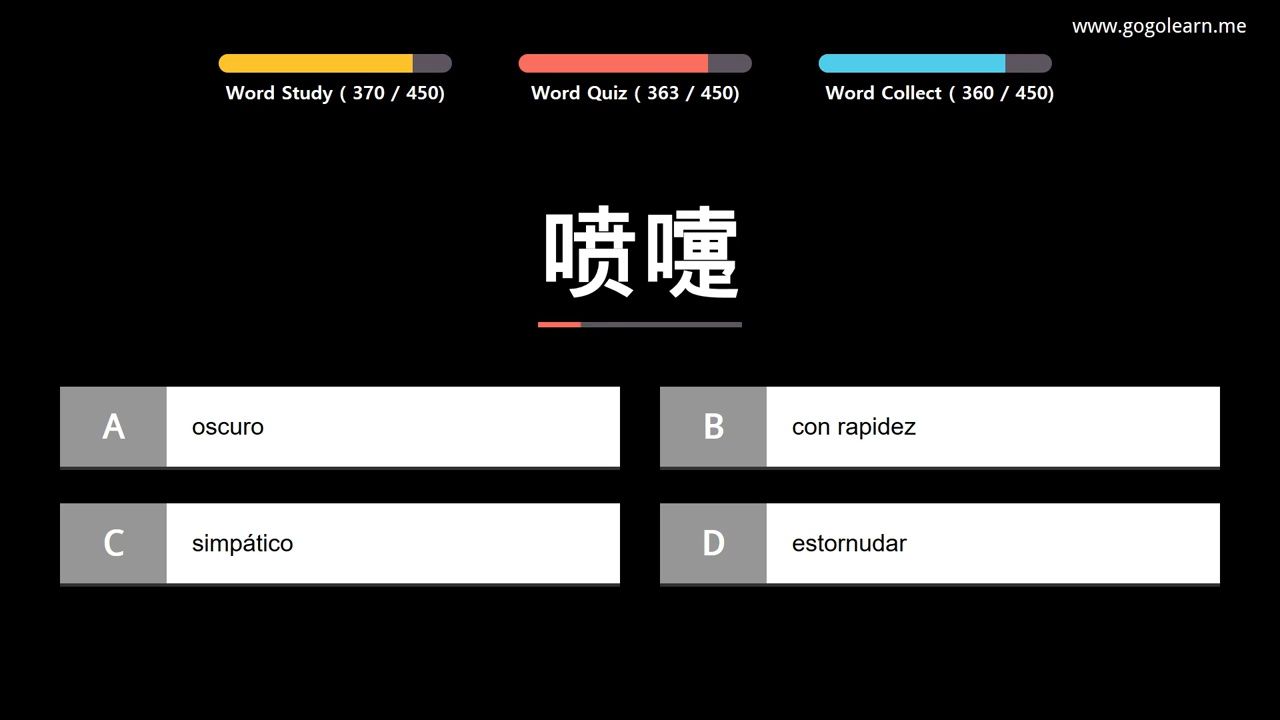 www.gogolearn.me
Word Study ( 370 / 450)
Word Quiz ( 363 / 450)
Word Collect ( 360 / 450)
喷嚏
A oscuro
B con rapidez
C simpático
D estornudar